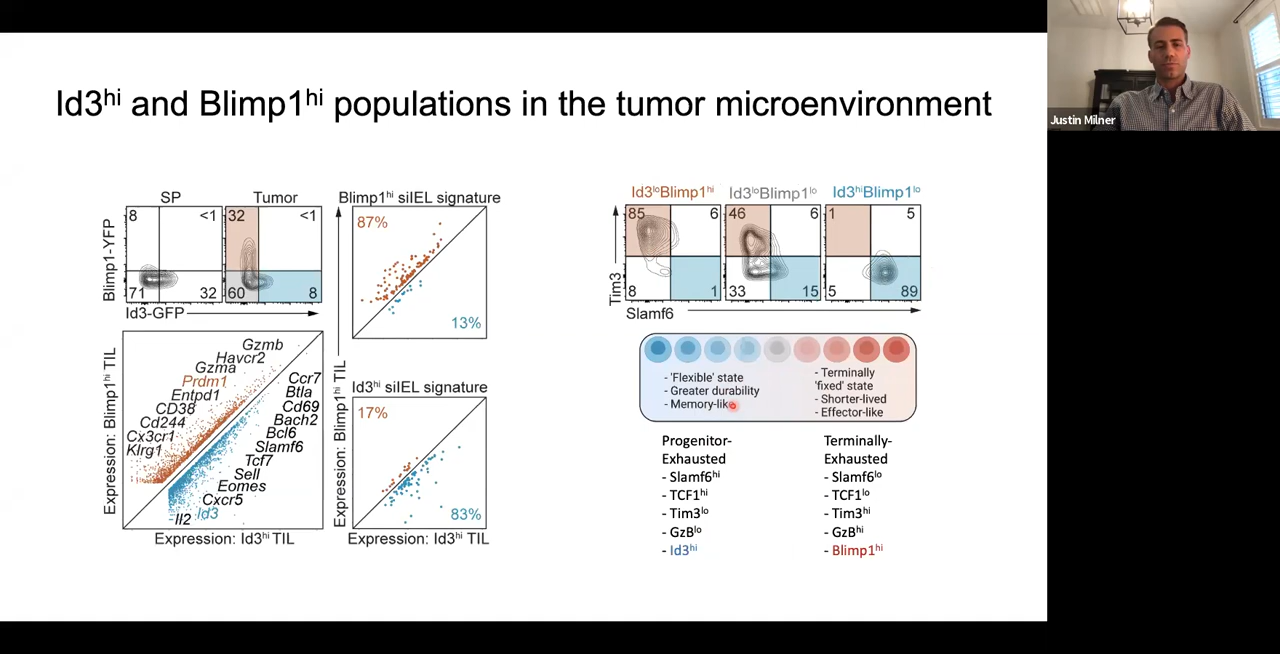 Id3hi and Blimp1hi populations in the tumor microenvironment
Justin Milner
SP
Tumor
8
<1
32
<1
71
32
60
8
Blimp1-YFP
Id3-GFP
Blimp1hi siIEL signature
87%
13%
Id3hi siIEL signature
17%
83%
Expression: Blimp1hi TIL
Expression: Id3hi TIL
Gzmb
Havcr2
Gzma
Prdm1
Entpd1
CD38
Cd244
Cx3cr1
Klrg1
Ccr7
Btla
Cd69
Bach2
Bcl6
Slamf6
Tcf7
Sell
Eomes
Cxcr5
Id3
Il2
Expression: Blimp1hi TIL
Expression: Id3hi TIL
Id3loBlimp1hi
Id3loBlimp1lo
Id3hiBlimp1lo
85
6
46
6
1
5
8
1
33
15
5
89
Tim3
Slamf6
- 'Flexible' state
- Greater durability
- Memory-like
- Terminally
'fixed' state
- Shorter-lived
- Effector-like
Progenitor-
Exhausted
- Slamf6hi
- TCF1hi
- Tim3lo
- GzBlo
- Id3hi
Terminally-
Exhausted
- Slamf6lo
- TCF1lo
- Tim3hi
- GzBhi
- Blimp1hi